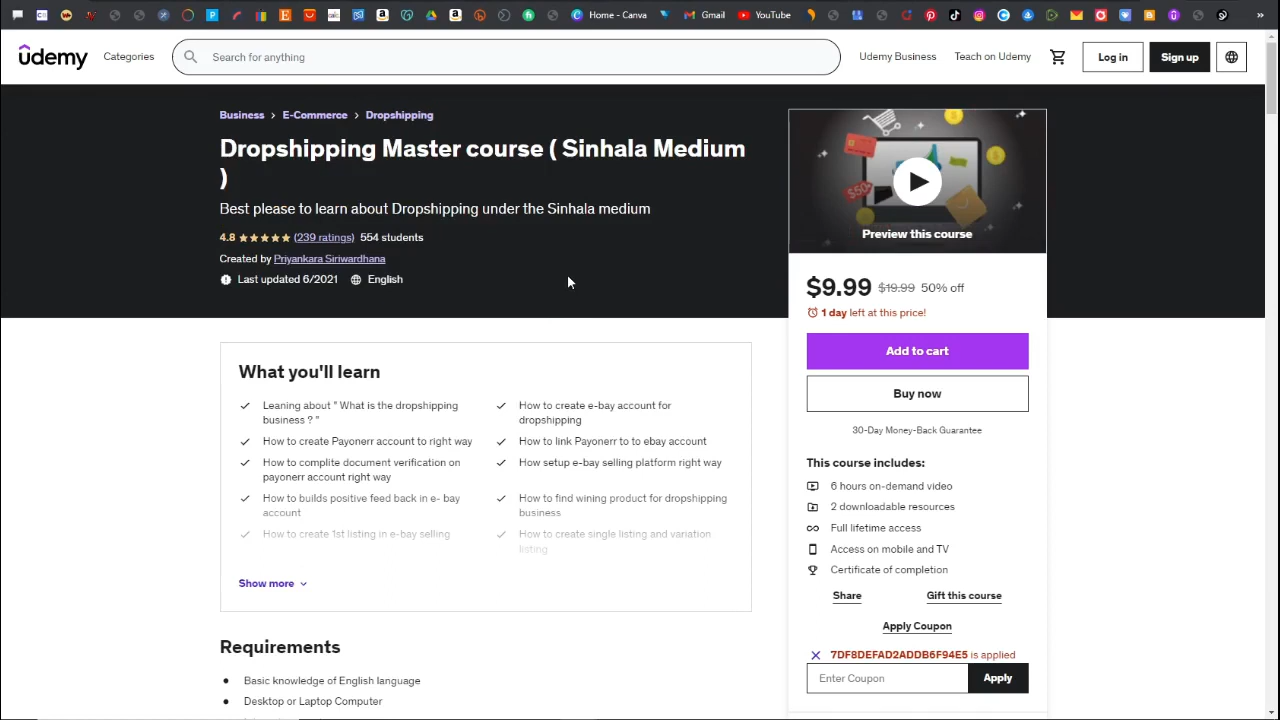 Home - Canva
Gmail
YouTube
»
ûdemy
Categories
Search for anything
Udemy Business
Teach on Udemy
Log in
Sign up
Business > E-Commerce > Dropshipping
Dropshipping Master course ( Sinhala Medium
)
Best please to learn about Dropshipping under the Sinhala medium
4.8 ★★★★★ (239 ratings) 554 students
Created by Priyankara Siriwardhana
Last updated 6/2021 English
Preview this course
$9.99 $19.99 50% off
1 day left at this price!
Add to cart
Buy now
30-Day Money-Back Guarantee
This course includes:
6 hours on-demand video
2 downloadable resources
Full lifetime access
Access on mobile and TV
Certificate of completion
Share
Gift this course
Apply Coupon
7DF8DEFAD2ADDB6F94E5 is applied
Enter Coupon
Apply
What you'll learn
Leaning about " What is the dropshipping
business ? "
How to create Payonerr account to right way
How to complite document verification on
payonerr account right way
How to builds positive feed back in e- bay
account
How to create 1st listing in e-bay selling
How to create e-bay account for
dropshipping
How to link Payonerr to to ebay account
How setup e-bay selling platform right way
How to find wining product for dropshipping
business
How to create single listing and variation
listing
Show more
Requirements
Basic knowledge of English language
Desktop or Laptop Computer